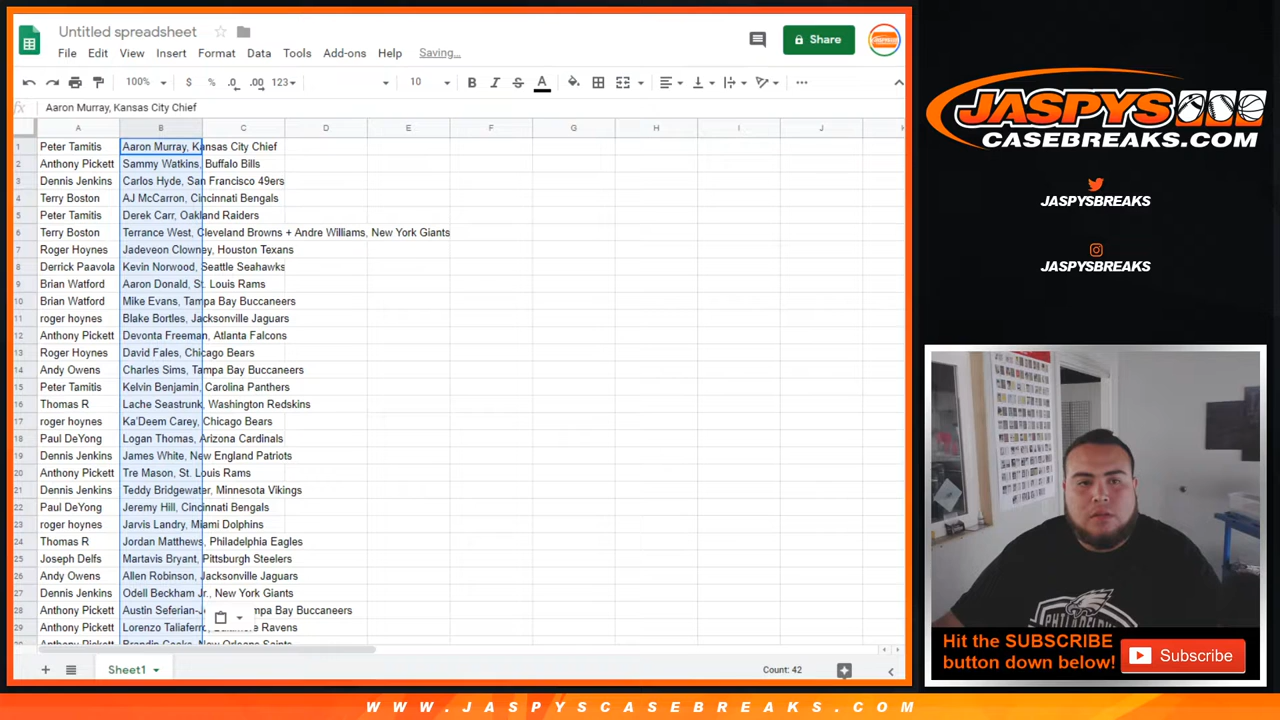 Untitled spreadsheet
File Edit View Insert Format Data Tools Add-ons Help Saving...
Share
100% $ % .0 .00 123 10 B I S A
fx Aaron Murray, Kansas City Chief
A B C D E F G H I J
1 Peter Tamitis Aaron Murray, Kansas City Chief
2 Anthony Pickett Sammy Watkins, Buffalo Bills
3 Dennis Jenkins Carlos Hyde, San Francisco 49ers
4 Terry Boston AJ McCarron, Cincinnati Bengals
5 Peter Tamitis Derek Carr, Oakland Raiders
6 Terry Boston Terrance West, Cleveland Browns + Andre Williams, New York Giants
7 Roger Hoynes Jadeveon Clowney, Houston Texans
8 Derrick Paavola Kevin Norwood, Seattle Seahawks
9 Brian Watford Aaron Donald, St. Louis Rams
10 Brian Watford Mike Evans, Tampa Bay Buccaneers
11 roger hoynes Blake Bortles, Jacksonville Jaguars
12 Anthony Pickett Devonta Freeman, Atlanta Falcons
13 Roger Hoynes David Fales, Chicago Bears
14 Andy Owens Charles Sims, Tampa Bay Buccaneers
15 Peter Tamitis Kelvin Benjamin, Carolina Panthers
16 Thomas R Lache Seastrunk, Washington Redskins
17 roger hoynes Ka'Deem Carey, Chicago Bears
18 Paul DeYong Logan Thomas, Arizona Cardinals
19 Dennis Jenkins James White, New England Patriots
20 Anthony Pickett Tre Mason, St. Louis Rams
21 Dennis Jenkins Teddy Bridgewater, Minnesota Vikings
22 Paul DeYong Jeremy Hill, Cincinnati Bengals
23 roger hoynes Jarvis Landry, Miami Dolphins
24 Thomas R Jordan Matthews, Philadelphia Eagles
25 Joseph Delfs Martavis Bryant, Pittsburgh Steelers
26 Andy Owens Allen Robinson, Jacksonville Jaguars
27 Dennis Jenkins Odell Beckham Jr., New York Giants
28 Anthony Pickett Austin Seferian-J mpa Bay Buccaneers
29 Anthony Pickett Lorenzo Taliaferro, Ravens
Anthony Pickett Brandin Cooks, New Orleans Saints
Sheet1 Count: 42
JASPYS
CASEBREAKS.COM
JASPYSBREAKS
JASPYSBREAKS
PHILADELPH
Hit the SUBSCRIBE
button down below!
Subscribe
WWW.JASPYSCASEBREAKS.COM